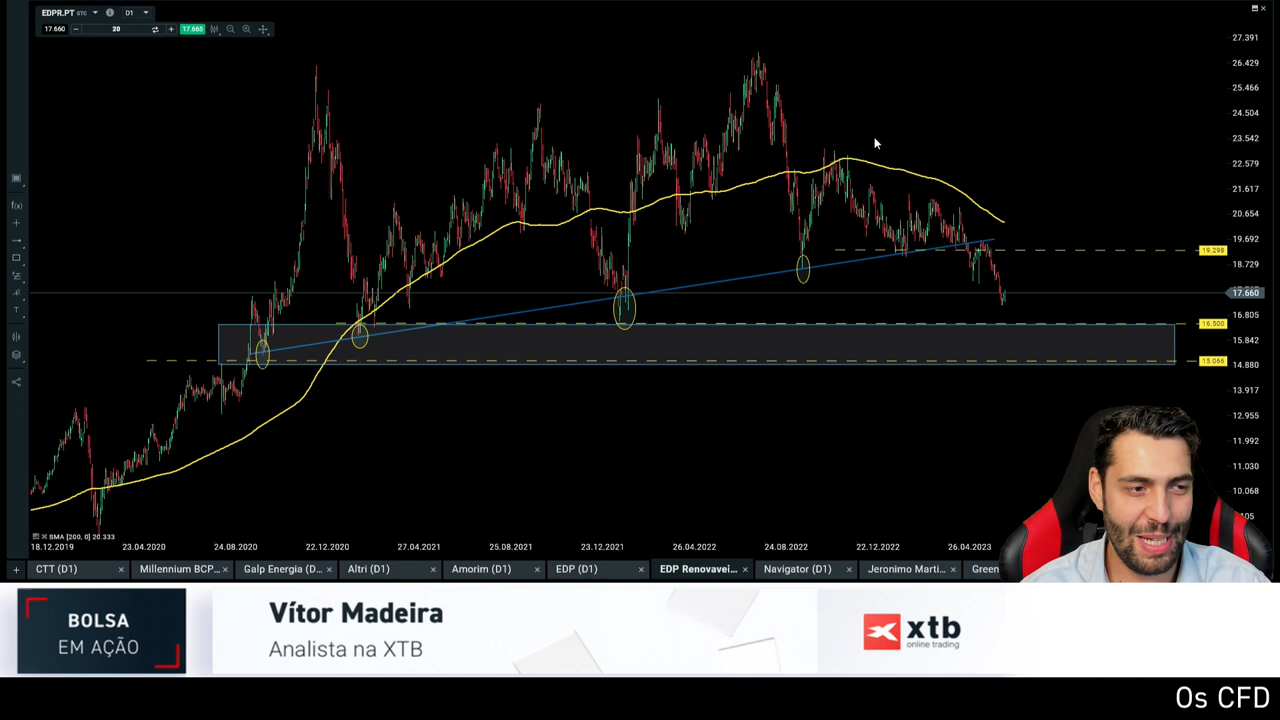 EDPR.PT STC D1
17.660 20 17.665
27.391
26.429
25.466
24.504
23.542
22.579
21.617
20.654
19.692
19.298
18.729
17.660
16.805
16.500
15.842
15.066
14.880
13.917
12.955
11.992
11.030
10.068
05
f(x)
T
SMA [200, 0] 20.333
18.12.2019 23.04.2020 24.08.2020 22.12.2020 27.04.2021 25.08.2021 23.12.2021 26.04.2022 24.08.2022 22.12.2022 26.04.2023
+ CTT (D1) × Millennium BCP... × Galp Energia (D... × Altri (D1) × Amorim (D1) × EDP (D1) × EDP Renovavei... × Navigator (D1) × Jeronimo Marti... × Green
BOLSA
EM AÇÃO
Vítor Madeira
Analista na XTB
xtb
online trading
Os CFD